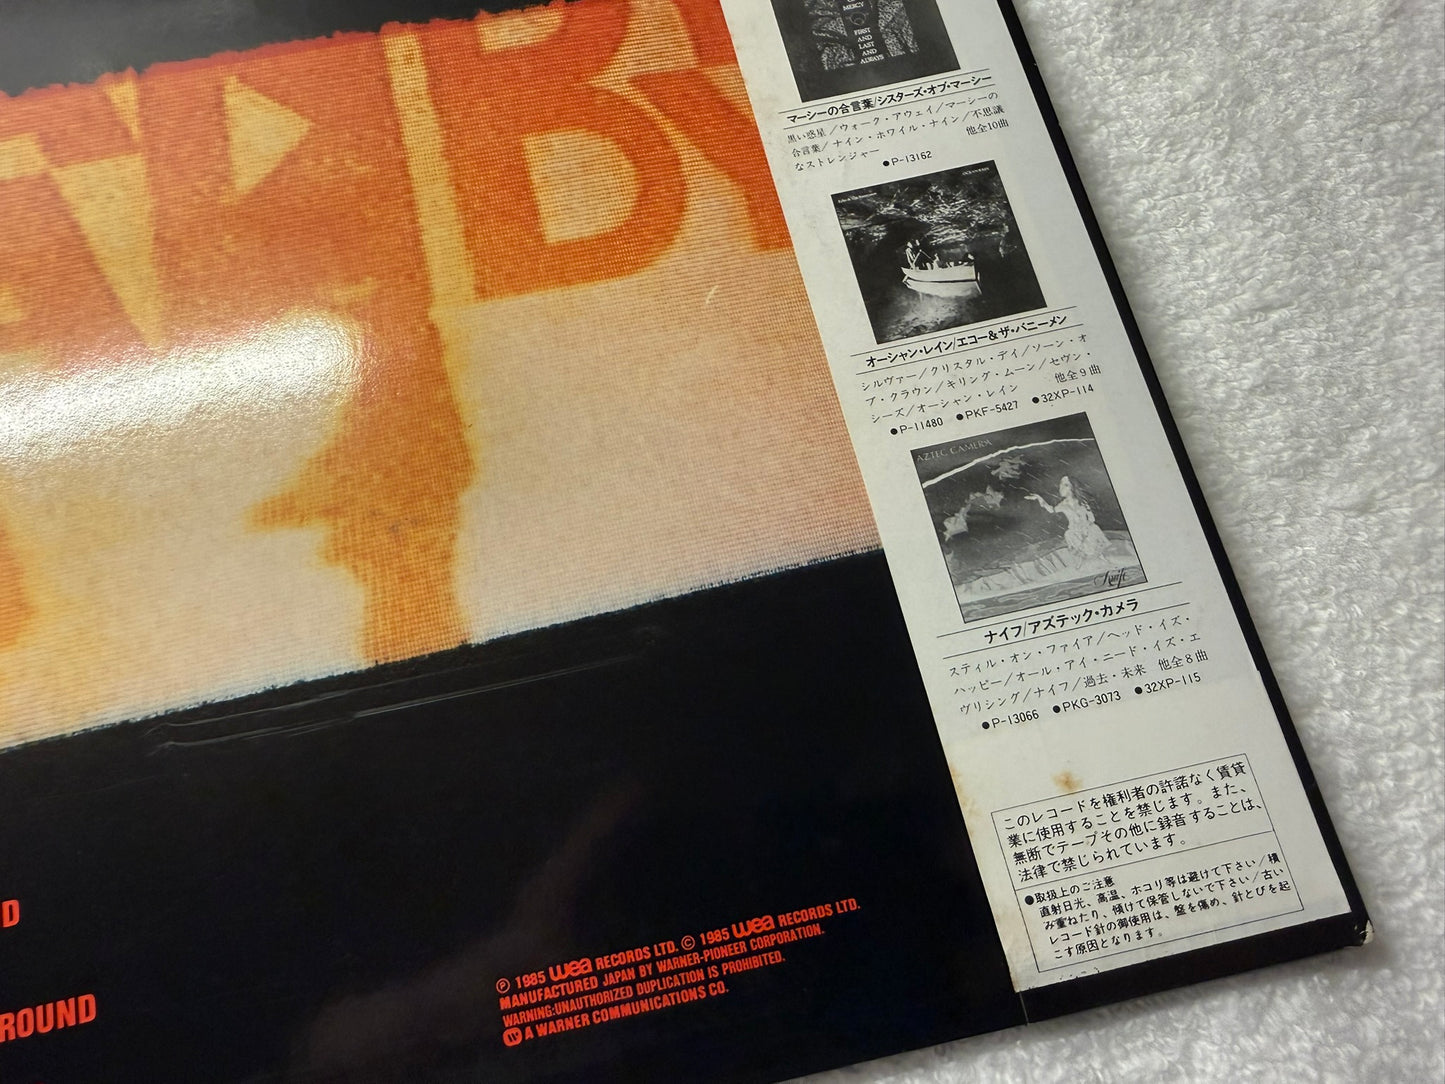 BY
OF
MERCY
FIRST
AND
LAST
AND
ALWAYS
マーシーの合言葉/シスターズ・オブ・マーシー
黒い惑星/ウォーク・アウェイ/マーシーの
合言葉/ナイン・ホワイル・ナイン/不思議
なストレンジャー 他全10曲
●P-13162
オーシャン・レイン/エコー&ザ・バニーメン
シルヴァー/クリスタル・デイ/ソーン・オ
ブ・クラウン/キリング・ムーン/セヴン・
シーズ/オーシャン・レイン 他全9曲
●P-11480 ●PKF-5427 ●32XP-114
AZTEC CAMERA
Knife
ナイフ/アズテック・カメラ
スティル・オン・ファイア/ヘッド・イズ・
ハッピー/オール・アイ・ニード・イズ・エ
ヴリシング/ナイフ/過去・未来 他全8曲
●P-13066 ●PKG-3073 ●32XP-115
このレコードを権利者の許諾なく賃貸
業に使用することを禁じます。また、
無断でテープその他に録音することは、
法律で禁じられています。
●取扱上のご注意
直射日光、高温、ホコリ等は避けて下さい/積
み重ねたり、傾けて保管しないで下さい/古い
レコード針の御使用は、盤を傷め、針とびを起
こす原因となります。
D
ROUND
Ⓟ 1985 wea RECORDS LTD. © 1985 wea RECORDS LTD.
MANUFACTURED JAPAN BY WARNER-PIONEER CORPORATION.
WARNING:UNAUTHORIZED DUPLICATION IS PROHIBITED.
A WARNER COMMUNICATIONS CO.